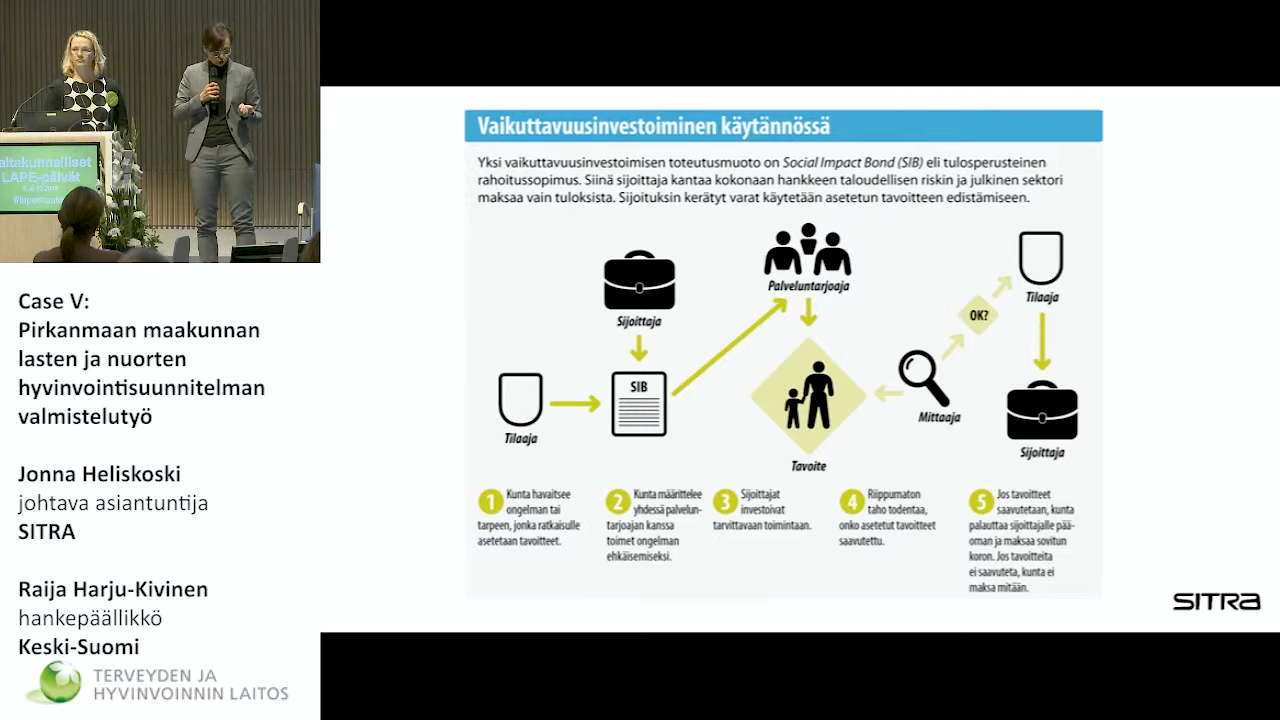 altakunnalliset
LAPE-päivät
Case V:
Pirkanmaan maakunnan
lasten ja nuorten
hyvinvointisuunnitelman
valmistelutyö
Jonna Heliskoski
johtava asiantuntija
SITRA
Raija Harju-Kivinen
hankepäällikkö
Keski-Suomi
TERVEYDEN JA
HYVINVOINNIN LAITOS
Vaikuttavuusinvestoiminen käytännössä
Yksi vaikuttavuusinvestoimisen toteutusmuoto on Social Impact Bond (SIB) eli tulosperusteinen
rahoitussopimus. Siinä sijoittaja kantaa kokonaan hankkeen taloudellisen riskin ja julkinen sektori
maksaa vain tuloksista. Sijoituksin kerätyt varat käytetään asetetun tavoitteen edistämiseen.
Sijoittaja
Palveluntarjoaja
Tilaaja
OK?
SIB
Mittaaja
Tilaaja
Sijoittaja
Tavoite
1 Kunta havaitsee
ongelman tai
tarpeen, jonka ratkaisulle
asetetaan tavoitteet.
2 Kunta määrittelee
yhdessä palvelun-
tarjoajan kanssa
toimet ongelman
ehkäisemiseksi.
3 Sijoittajat
investoivat
tarvittavaan toimintaan.
4 Riippumaton
taho todentaa,
onko asetetut tavoitteet
saavutettu.
5 Jos tavoitteet
saavutetaan, kunta
palauttaa sijoittajalle pää-
oman ja maksaa sovitun
koron. Jos tavoitteita
ei saavuteta, kunta ei
maksa mitään.
SITRA